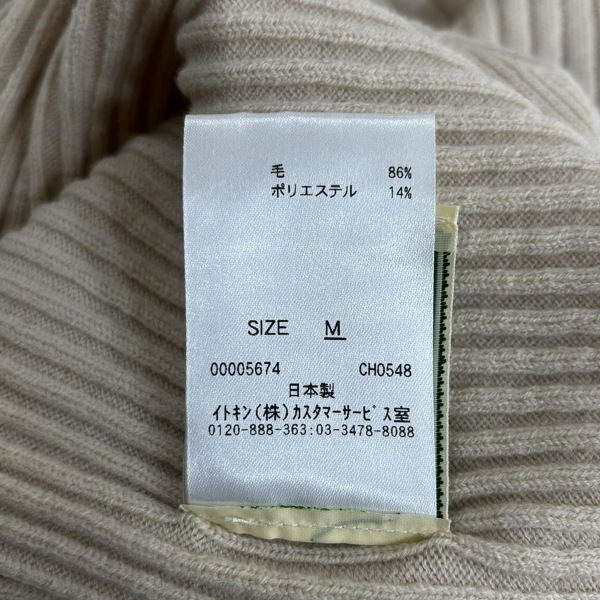 毛 86%
ポリエステル 14%
SIZE M
00005674 CH0548
日本製
イトキン(株)カスタマーサービス室
0120-888-363:03-3478-8088